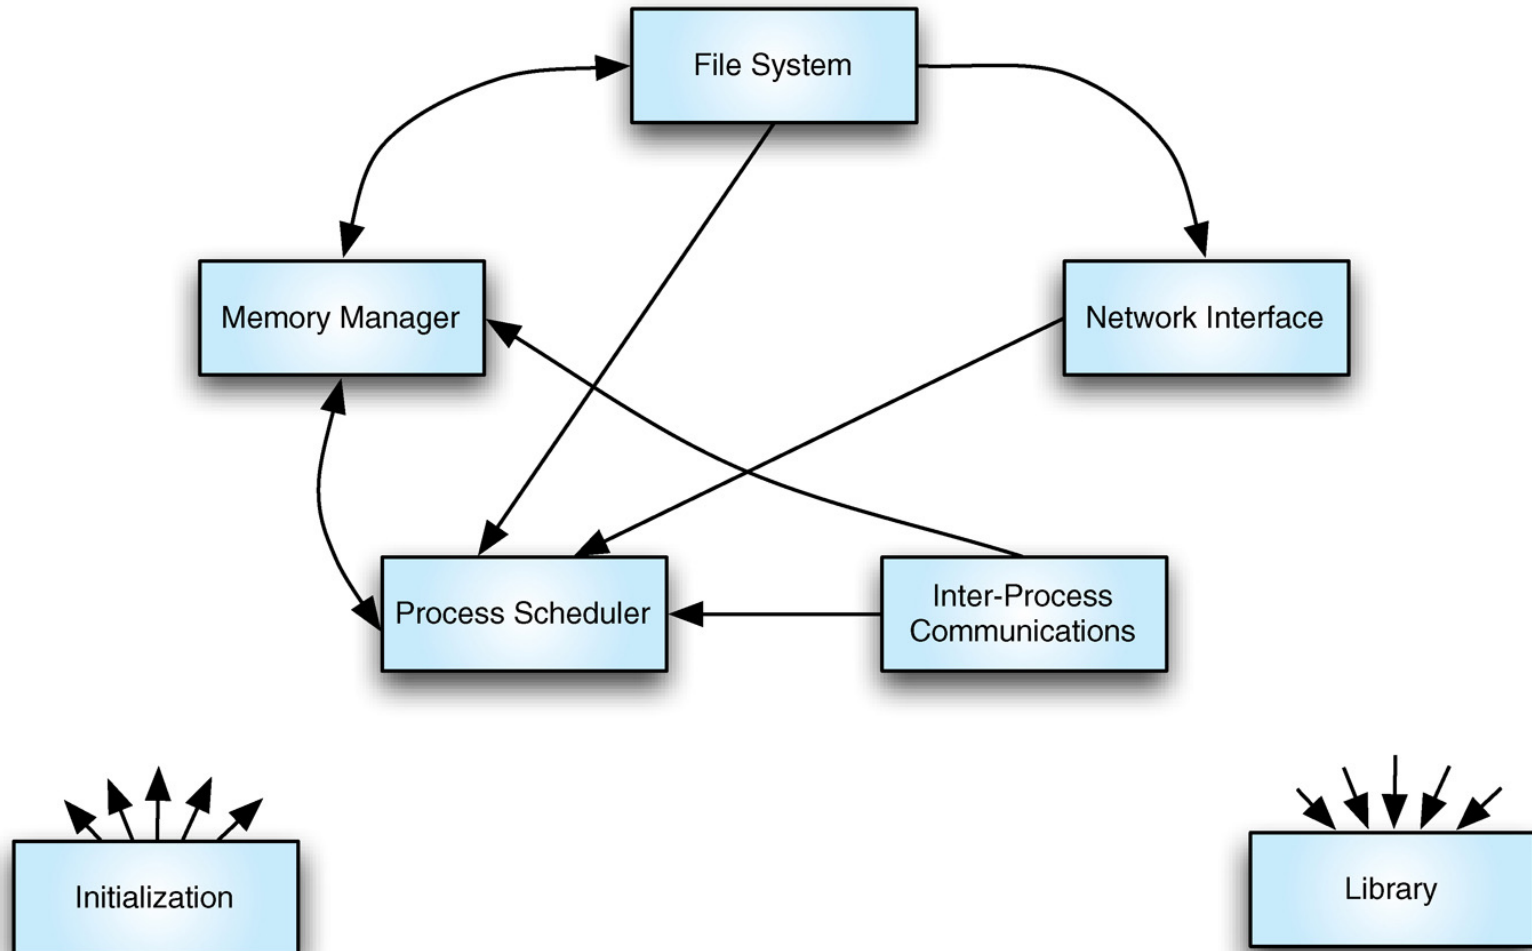 File System
Memory Manager
Network Interface
Process Scheduler
Inter-Process
Communications
Initialization
Library